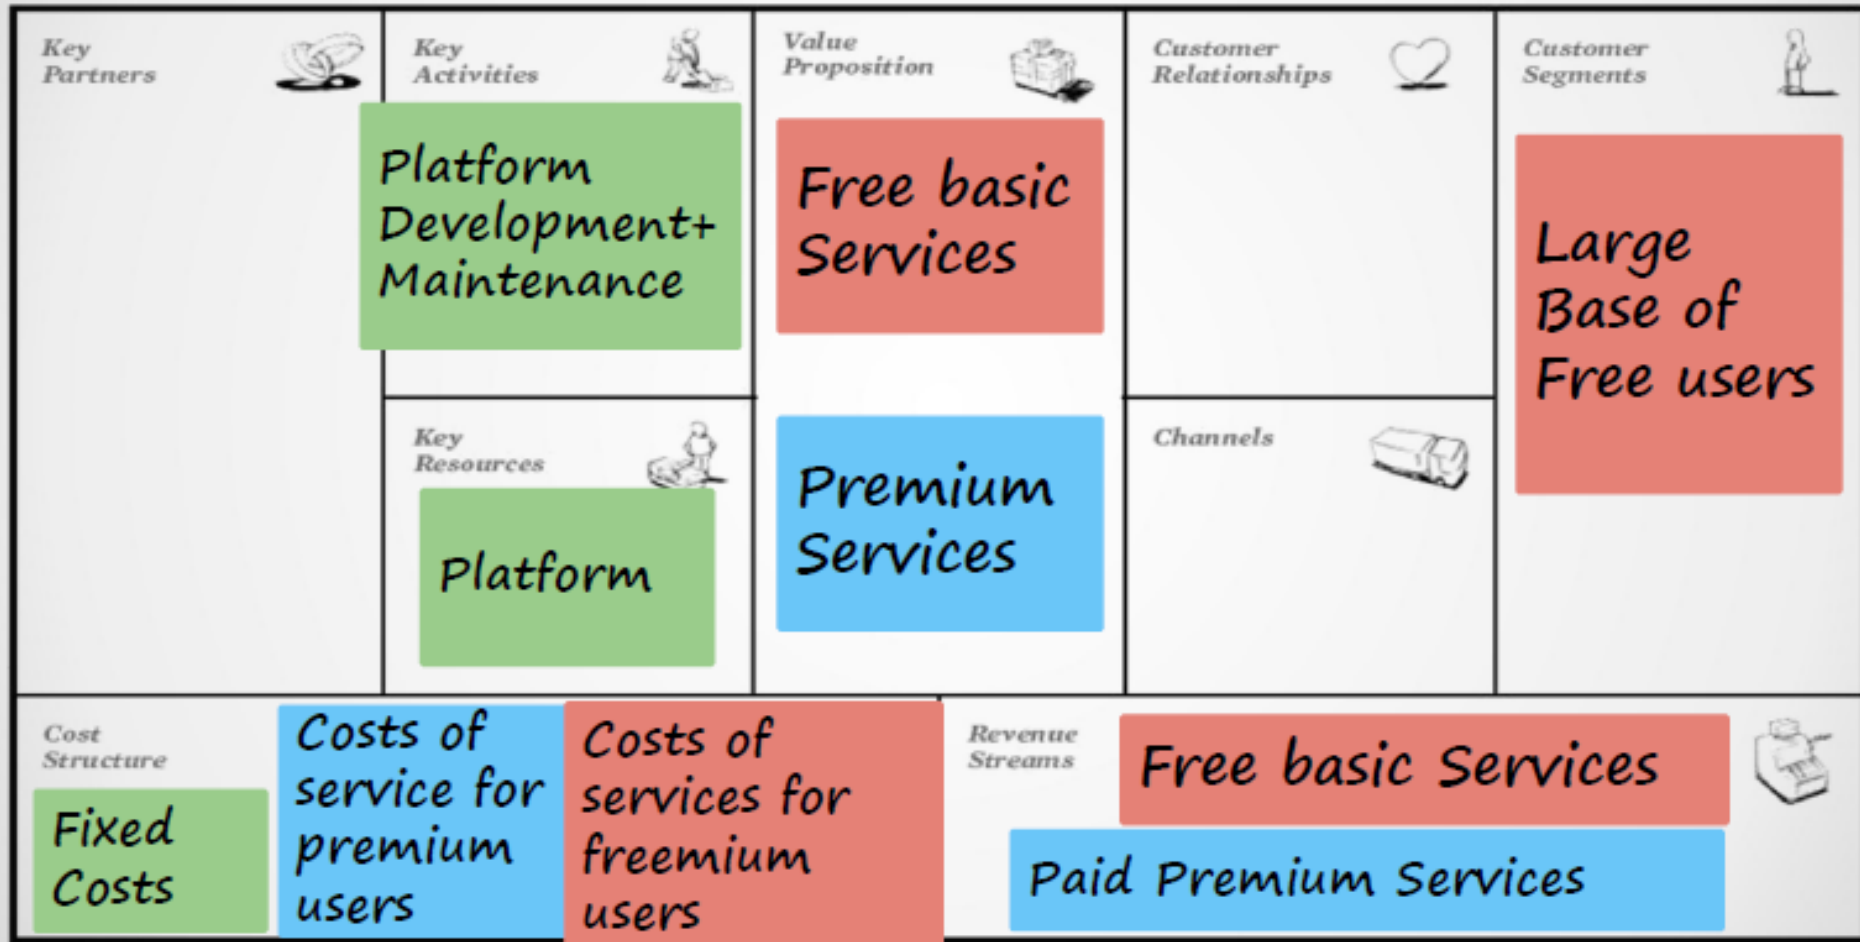 Key
Partners
Key
Activities
Platform
Development+
Maintenance
Key
Resources
Platform
Value
Proposition
Free basic
Services
Premium
Services
Customer
Relationships
Channels
Customer
Segments
Large
Base of
Free users
Cost
Structure
Fixed
Costs
Costs of
service for
premium
users
Costs of
services for
freemium
users
Revenue
Streams
Free basic Services
Paid Premium Services